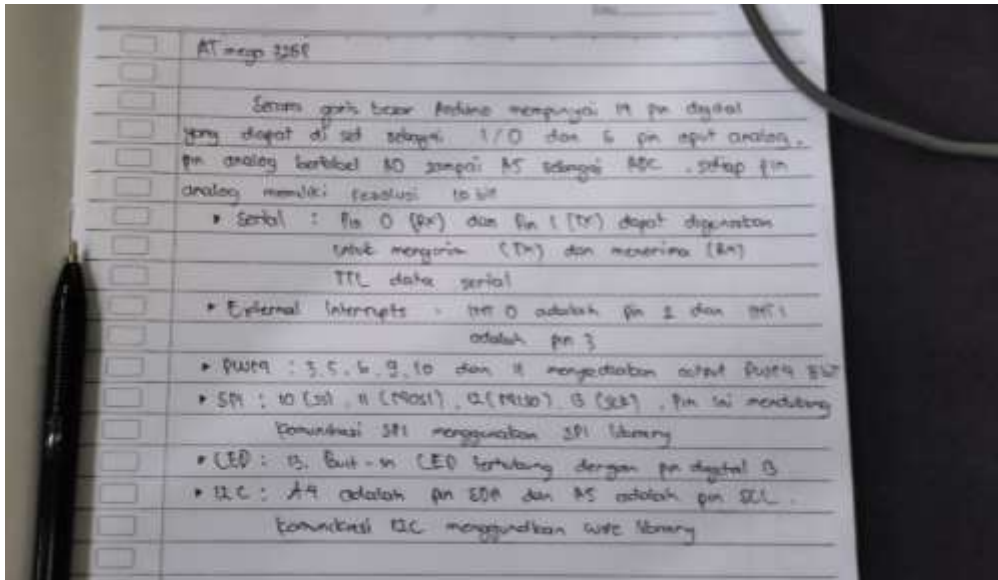 ATmega 328P
Secara garis besar Arduino mempunyai 14 pin digital
yang dapat di set sebagai I/O dan 6 pin input analog,
pin analog berlabel A0 sampai A5 sebagai ADC, setiap pin
analog memiliki resolusi 10 bit
▸ Serial : Pin 0 (RX) dan Pin 1 (TX) dapat digunakan
untuk mengirim (TX) dan menerima (RX)
TTL data serial
▸ External Interrupts : INT 0 adalah pin 2 dan INT 1
adalah pin 3
▸ PWM : 3, 5, 6, 9, 10 dan 11 menyediakan output PWM 8 bit
▸ SPI : 10 (SS), 11 (MOSI), 12 (MISO), 13 (SCK), Pin ini mendukung
komunikasi SPI menggunakan SPI library
▸ LED : 13. Buit-in LED terhubung dengan pin digital 13
▸ I2C : A4 adalah pin SDA dan A5 adalah pin SCL.
komunikasi I2C menggunakan wire library